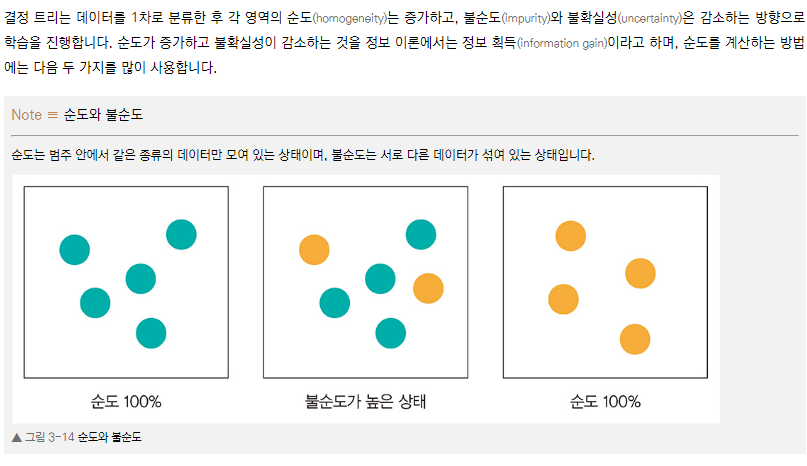 결정 트리는 데이터를 1차로 분류한 후 각 영역의 순도(homogeneity)는 증가하고, 불순도(impurity)와 불확실성(uncertainty)은 감소하는 방향으로
학습을 진행합니다. 순도가 증가하고 불확실성이 감소하는 것을 정보 이론에서는 정보 획득(information gain)이라고 하며, 순도를 계산하는 방법
에는 다음 두 가지를 많이 사용합니다.
Note ≡ 순도와 불순도
순도는 범주 안에서 같은 종류의 데이터만 모여 있는 상태이며, 불순도는 서로 다른 데이터가 섞여 있는 상태입니다.
순도 100%
불순도가 높은 상태
순도 100%
▲ 그림 3-14 순도와 불순도